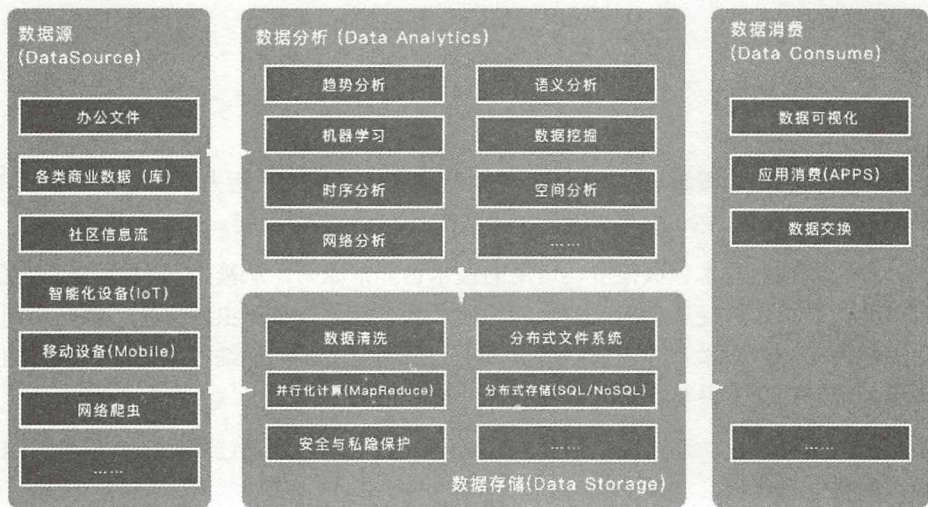 数据源
(DataSource)
办公文件
各类商业数据（库）
社区信息流
智能化设备(IoT)
移动设备(Mobile)
网络爬虫
……
数据分析 (Data Analytics)
趋势分析
语义分析
机器学习
数据挖掘
时序分析
空间分析
网络分析
……
数据清洗
分布式文件系统
并行化计算(MapReduce)
分布式存储(SQL/NoSQL)
安全与私隐保护
……
数据存储(Data Storage)
数据消费
(Data Consume)
数据可视化
应用消费(APPS)
数据交换
……